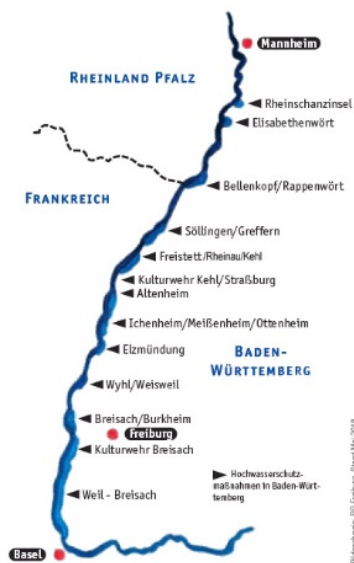 Mannheim
RHEINLAND PFALZ
Rheinschanzinsel
Elisabethenwört
Bellenkopf/Rappenwört
FRANKREICH
Söllingen/Greffern
Freistett/Rheinau/Kehl
Kulturwehr Kehl/Straßburg
Altenheim
Ichenheim/Meißenheim/Ottenheim
Elzmündung
BADEN-
WÜRTTEMBERG
Wyhl/Weisweil
Breisach/Burkheim
Freiburg
Kulturwehr Breisach
Hochwasserschutz-
maßnahmen in Baden-Würt-
temberg
Weil - Breisach
Basel